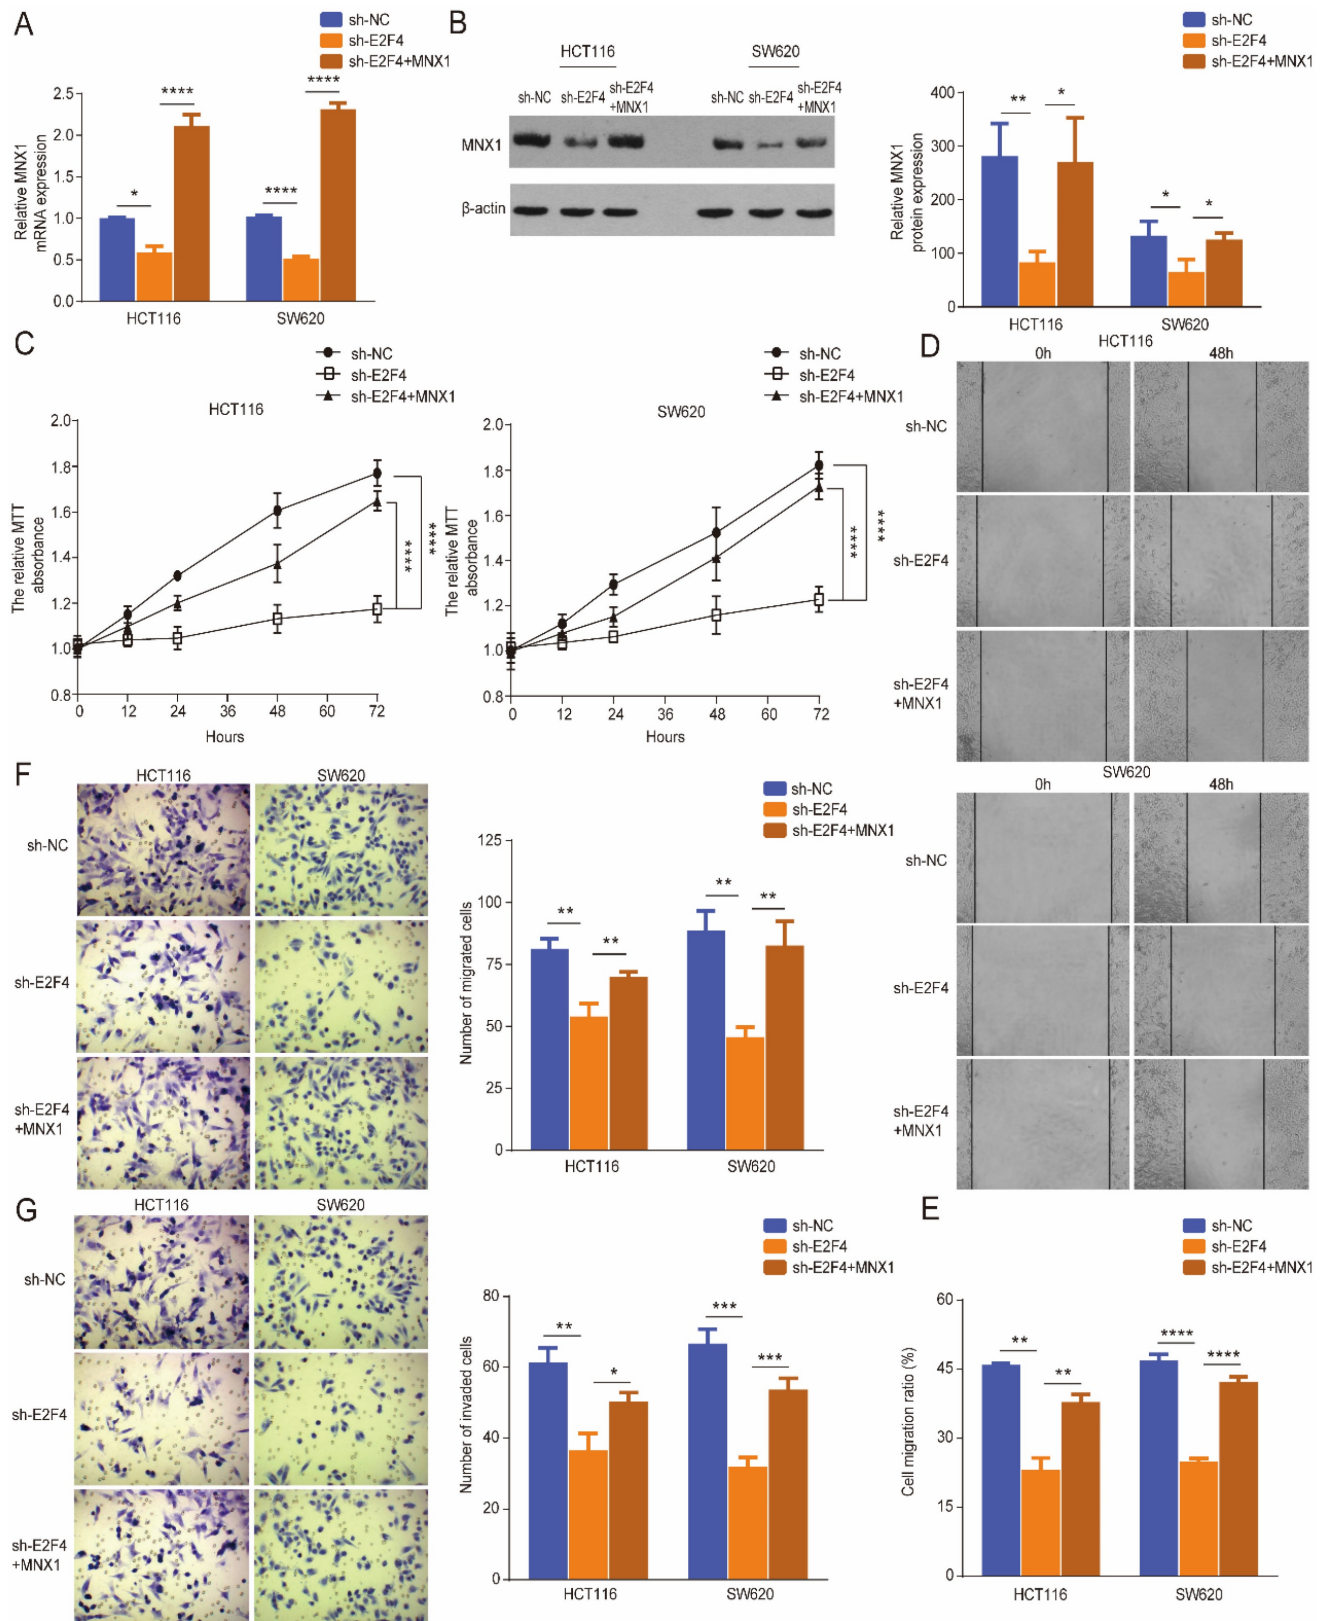 A
sh-NC
sh-E2F4
sh-E2F4+MNX1
Relative MNX1
mRNA expression
2.5
2.0
1.5
1.0
0.5
0.0
****
****
*
****
HCT116
SW620
B
HCT116
SW620
sh-NC
sh-E2F4
sh-E2F4
+MNX1
sh-NC
sh-E2F4
sh-E2F4
+MNX1
MNX1
β-actin
sh-NC
sh-E2F4
sh-E2F4+MNX1
Relative MNX1
protein expression
400
300
200
100
0
**
*
*
*
HCT116
SW620
C
sh-NC
sh-E2F4
sh-E2F4+MNX1
HCT116
The relative MTT
absorbance
2.0
1.8
1.6
1.4
1.2
1.0
0.8
0
12
24
36
48
60
72
Hours
****
****
sh-NC
sh-E2F4
sh-E2F4+MNX1
SW620
The relative MTT
absorbance
2.0
1.8
1.6
1.4
1.2
1.0
0.8
0
12
24
36
48
60
72
Hours
****
****
D
HCT116
0h
48h
sh-NC
sh-E2F4
sh-E2F4
+MNX1
SW620
0h
48h
sh-NC
sh-E2F4
sh-E2F4
+MNX1
F
HCT116
SW620
sh-NC
sh-E2F4
sh-E2F4
+MNX1
sh-NC
sh-E2F4
sh-E2F4+MNX1
Number of migrated cells
125
100
75
50
25
0
**
**
**
**
HCT116
SW620
G
HCT116
SW620
sh-NC
sh-E2F4
sh-E2F4
+MNX1
sh-NC
sh-E2F4
sh-E2F4+MNX1
Number of invaded cells
80
60
40
20
0
**
*
***
***
HCT116
SW620
E
sh-NC
sh-E2F4
sh-E2F4+MNX1
Cell migration ratio (%)
60
45
30
15
0
**
**
****
****
HCT116
SW620